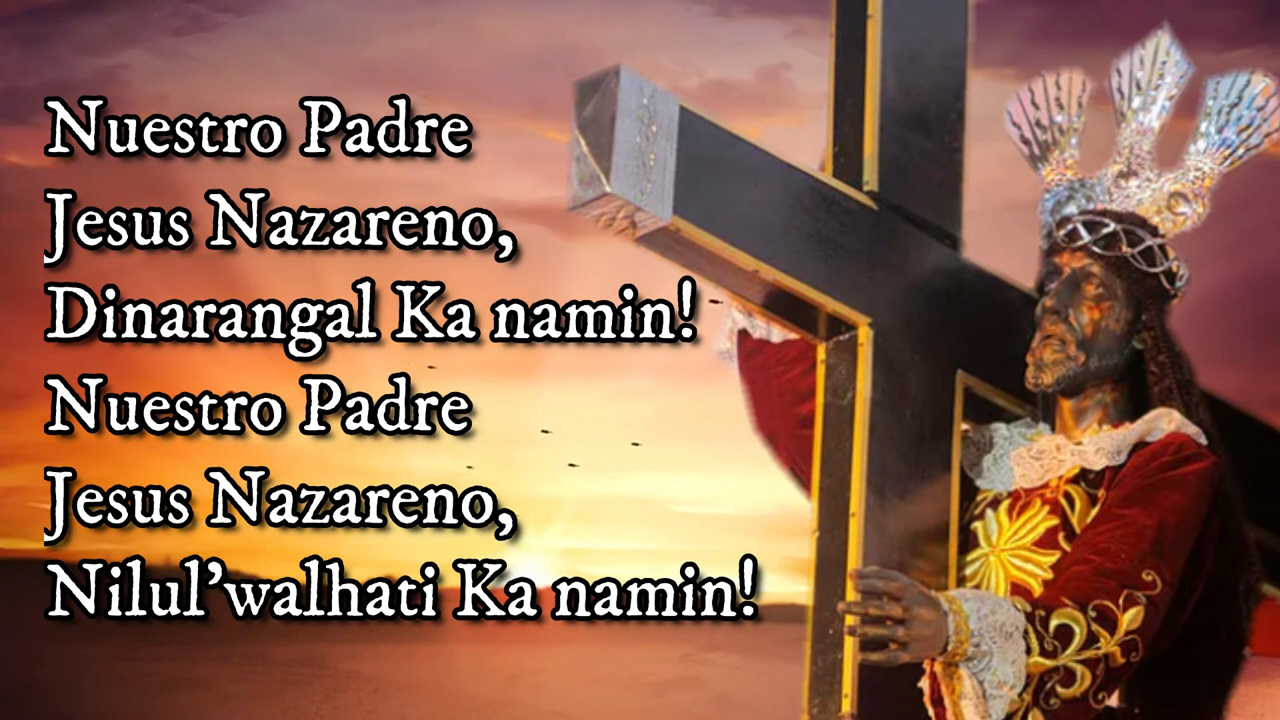 Nuestro Padre
Jesus Nazareno,
Dinarangal Ka namin!
Nuestro Padre
Jesus Nazareno,
Nilul’walhati Ka namin!